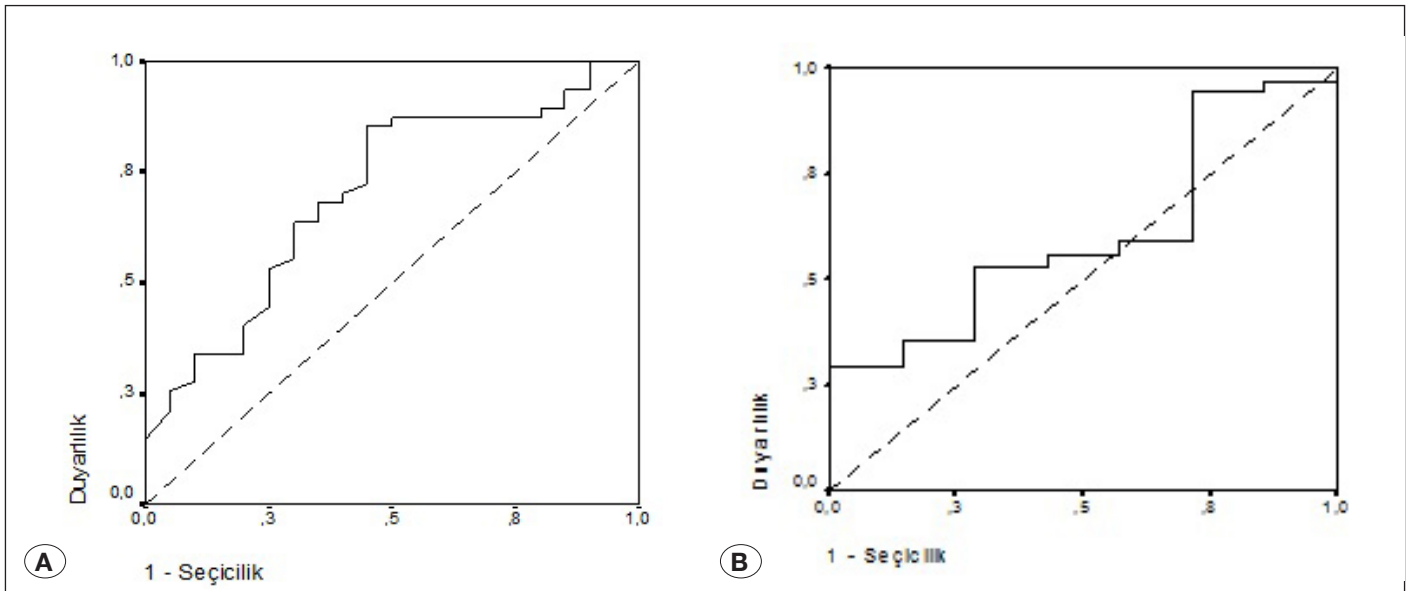 1,0
,8
,5
,3
0,0
Duyarlılık
0,0 ,3 ,5 ,8 1,0
1 - Seçicilik
A
1,0
,8
,5
,3
0,0
Duyarlılık
0,0 ,3 ,5 ,8 1,0
1 - Seçicilik
B